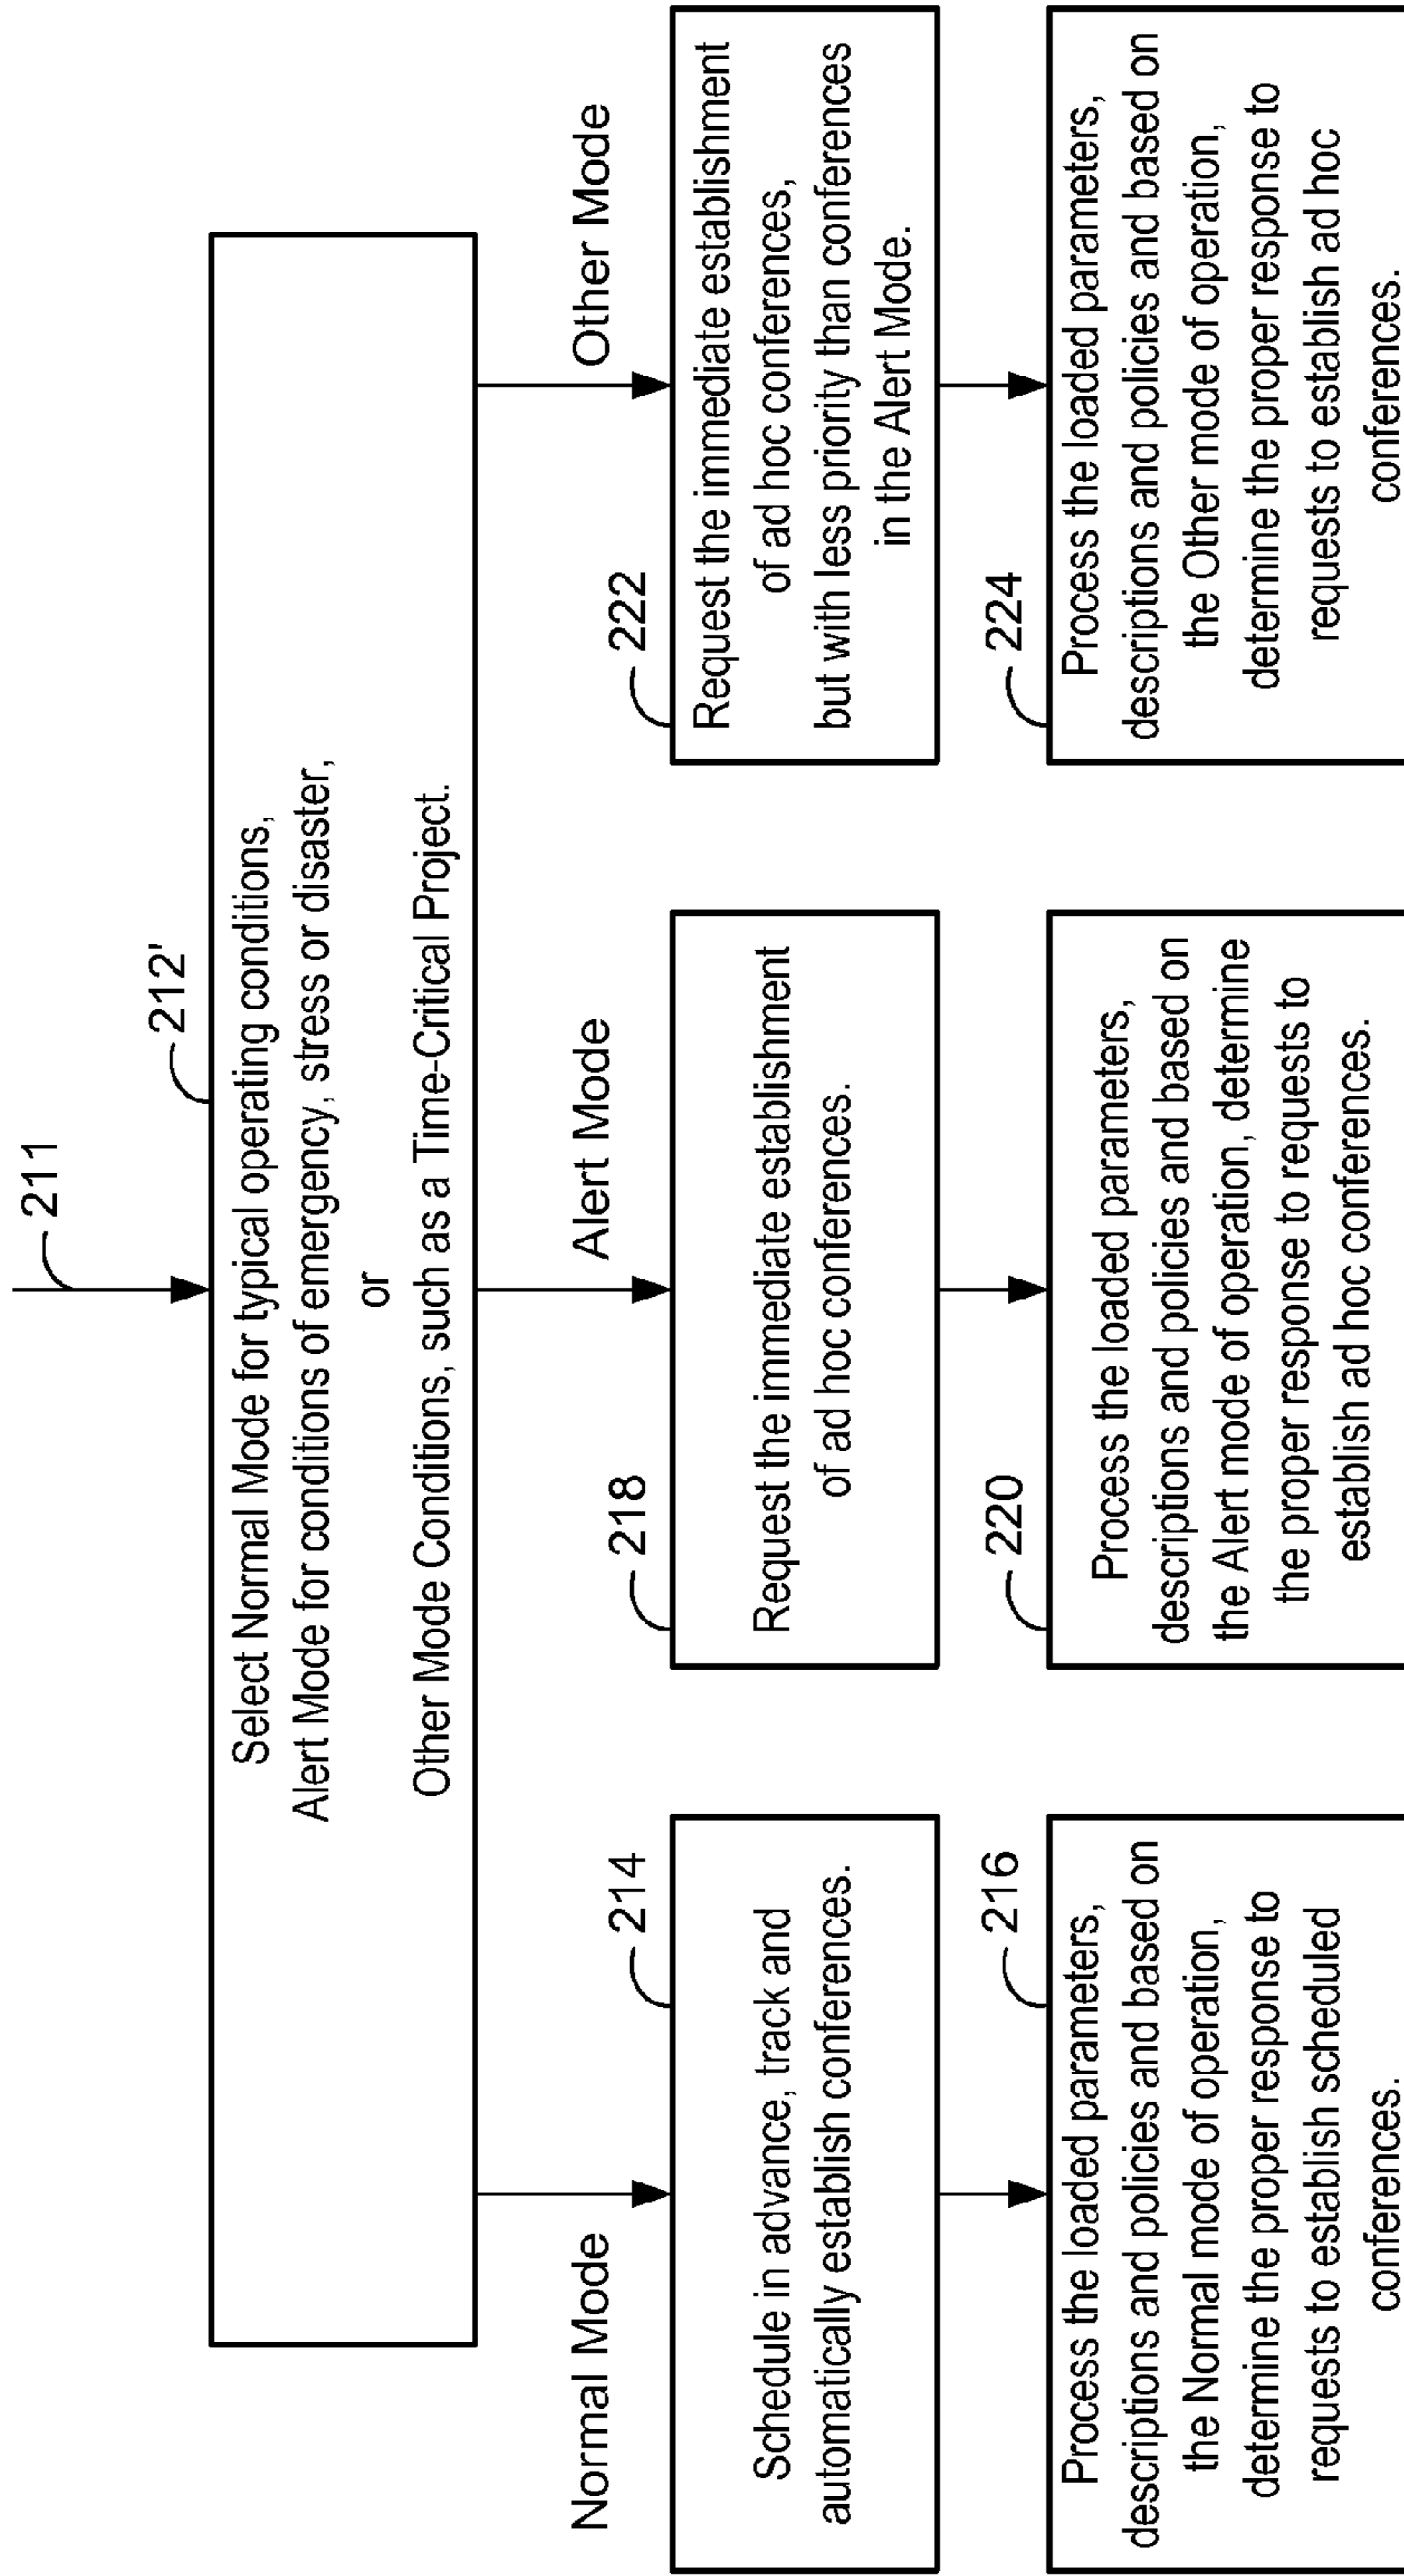 211
212'
Select Normal Mode for typical operating conditions,
Alert Mode for conditions of emergency, stress or disaster,
or
Other Mode Conditions, such as a Time-Critical Project.
Normal Mode
214
Schedule in advance, track and
automatically establish conferences.
216
Process the loaded parameters,
descriptions and policies and based on
the Normal mode of operation,
determine the proper response to
requests to establish scheduled
conferences.
Alert Mode
218
Request the immediate establishment
of ad hoc conferences.
220
Process the loaded parameters,
descriptions and policies and based on
the Alert mode of operation, determine
the proper response to requests to
establish ad hoc conferences.
Other Mode
222
Request the immediate establishment
of ad hoc conferences,
but with less priority than conferences
in the Alert Mode.
224
Process the loaded parameters,
descriptions and policies and based on
the Other mode of operation,
determine the proper response to
requests to establish ad hoc
conferences.